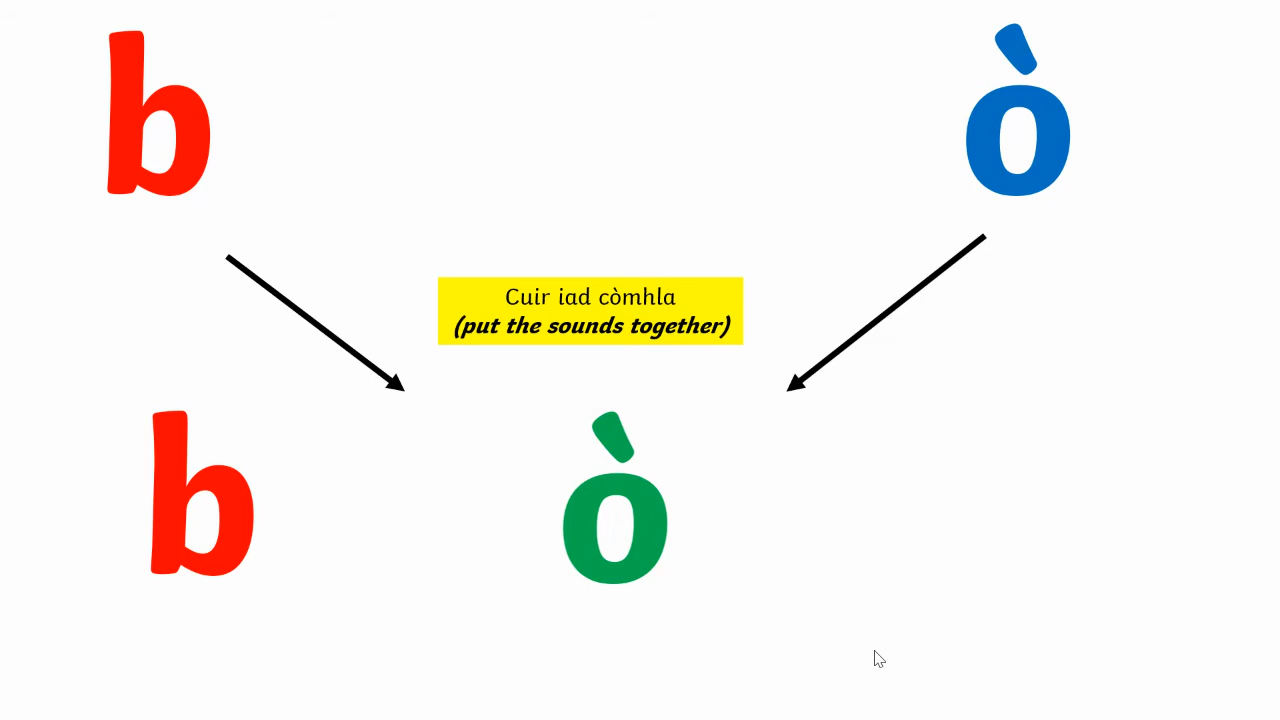 b ò
Cuir iad còmhla
(put the sounds together)
b ò